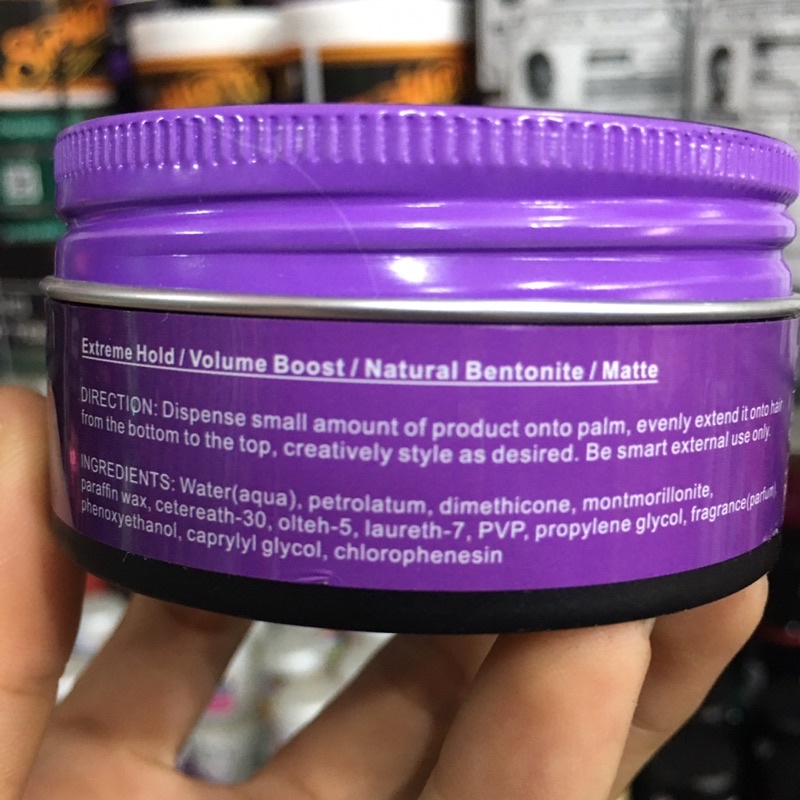 Extreme Hold / Volume Boost / Natural Bentonite / Matte
DIRECTION: Dispense small amount of product onto palm, evenly extend it onto hair
from the bottom to the top, creatively style as desired. Be smart external use only.
INGREDIENTS: Water(aqua), petrolatum, dimethicone, montmorillonite,
paraffin wax, cetereath-30, olteh-5, laureth-7, PVP, propylene glycol, fragrance(parfum),
phenoxyethanol, caprylyl glycol, chlorophenesin